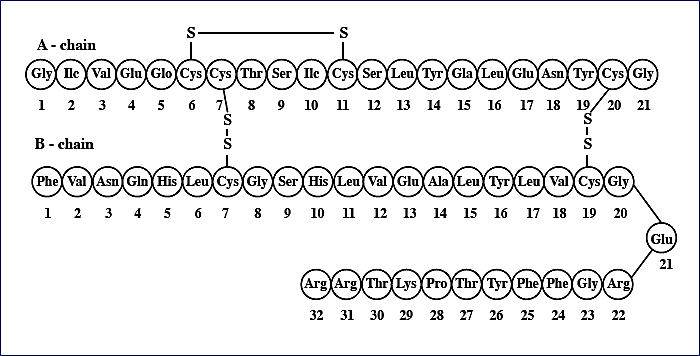 S S
A - chain
Gly Ilc Val Glu Glo Cys Cys Thr Ser Ilc Cys Ser Leu Tyr Gla Leu Glu Asn Tyr Cys Gly
1 2 3 4 5 6 7 8 9 10 11 12 13 14 15 16 17 18 19 20 21
S S
S S
B - chain
Phe Val Asn Gln His Leu Cys Gly Ser His Leu Val Glu Ala Leu Tyr Leu Val Cys Gly
1 2 3 4 5 6 7 8 9 10 11 12 13 14 15 16 17 18 19 20
Glu
21
Arg Arg Thr Lys Pro Thr Tyr Phe Phe Gly Arg
32 31 30 29 28 27 26 25 24 23 22